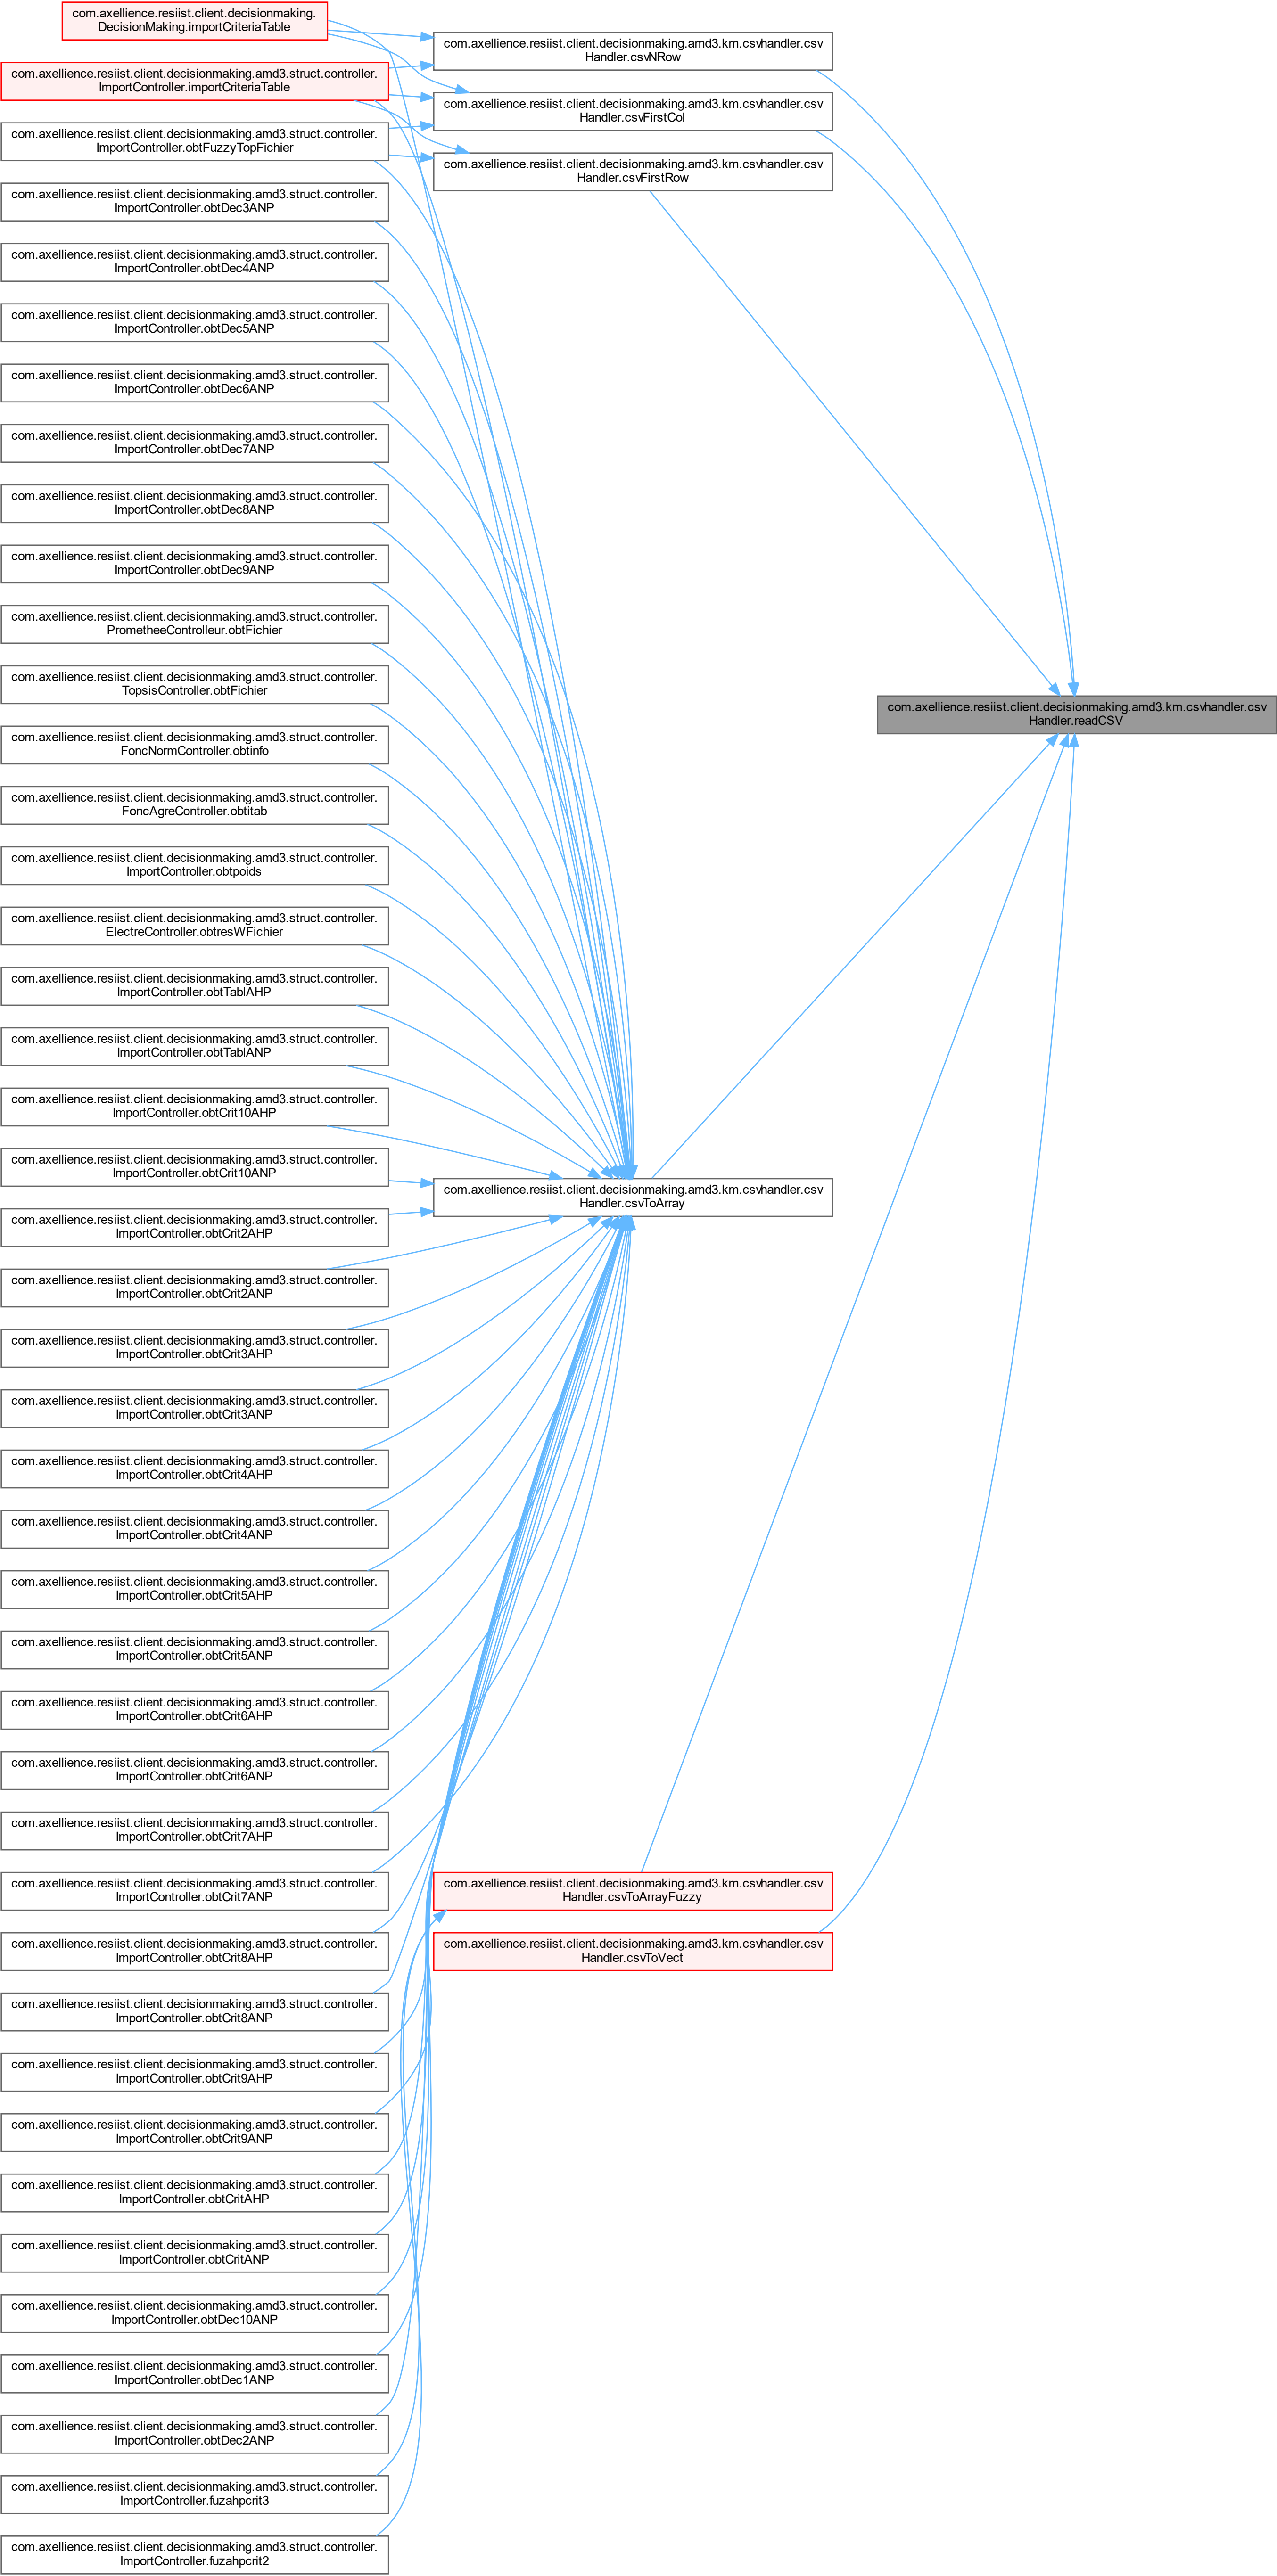 com.axellience.resiist.client.decisionmaking.
DecisionMaking.importCriteriaTable
com.axellience.resiist.client.decisionmaking.amd3.struct.controller.
ImportController.importCriteriaTable
com.axellience.resiist.client.decisionmaking.amd3.struct.controller.
ImportController.obtFuzzyTopFichier
com.axellience.resiist.client.decisionmaking.amd3.struct.controller.
ImportController.obtDec3ANP
com.axellience.resiist.client.decisionmaking.amd3.struct.controller.
ImportController.obtDec4ANP
com.axellience.resiist.client.decisionmaking.amd3.struct.controller.
ImportController.obtDec5ANP
com.axellience.resiist.client.decisionmaking.amd3.struct.controller.
ImportController.obtDec6ANP
com.axellience.resiist.client.decisionmaking.amd3.struct.controller.
ImportController.obtDec7ANP
com.axellience.resiist.client.decisionmaking.amd3.struct.controller.
ImportController.obtDec8ANP
com.axellience.resiist.client.decisionmaking.amd3.struct.controller.
ImportController.obtDec9ANP
com.axellience.resiist.client.decisionmaking.amd3.struct.controller.
PrometheeControlleur.obtFichier
com.axellience.resiist.client.decisionmaking.amd3.struct.controller.
TopsisController.obtFichier
com.axellience.resiist.client.decisionmaking.amd3.struct.controller.
FoncNormController.obtinfo
com.axellience.resiist.client.decisionmaking.amd3.struct.controller.
FoncAgreController.obtitab
com.axellience.resiist.client.decisionmaking.amd3.struct.controller.
ImportController.obtpoids
com.axellience.resiist.client.decisionmaking.amd3.struct.controller.
ElectreController.obtresWFichier
com.axellience.resiist.client.decisionmaking.amd3.struct.controller.
ImportController.obtTablAHP
com.axellience.resiist.client.decisionmaking.amd3.struct.controller.
ImportController.obtTablANP
com.axellience.resiist.client.decisionmaking.amd3.struct.controller.
ImportController.obtCrit10AHP
com.axellience.resiist.client.decisionmaking.amd3.struct.controller.
ImportController.obtCrit10ANP
com.axellience.resiist.client.decisionmaking.amd3.struct.controller.
ImportController.obtCrit2AHP
com.axellience.resiist.client.decisionmaking.amd3.struct.controller.
ImportController.obtCrit2ANP
com.axellience.resiist.client.decisionmaking.amd3.struct.controller.
ImportController.obtCrit3AHP
com.axellience.resiist.client.decisionmaking.amd3.struct.controller.
ImportController.obtCrit3ANP
com.axellience.resiist.client.decisionmaking.amd3.struct.controller.
ImportController.obtCrit4AHP
com.axellience.resiist.client.decisionmaking.amd3.struct.controller.
ImportController.obtCrit4ANP
com.axellience.resiist.client.decisionmaking.amd3.struct.controller.
ImportController.obtCrit5AHP
com.axellience.resiist.client.decisionmaking.amd3.struct.controller.
ImportController.obtCrit5ANP
com.axellience.resiist.client.decisionmaking.amd3.struct.controller.
ImportController.obtCrit6AHP
com.axellience.resiist.client.decisionmaking.amd3.struct.controller.
ImportController.obtCrit6ANP
com.axellience.resiist.client.decisionmaking.amd3.struct.controller.
ImportController.obtCrit7AHP
com.axellience.resiist.client.decisionmaking.amd3.struct.controller.
ImportController.obtCrit7ANP
com.axellience.resiist.client.decisionmaking.amd3.struct.controller.
ImportController.obtCrit8AHP
com.axellience.resiist.client.decisionmaking.amd3.struct.controller.
ImportController.obtCrit8ANP
com.axellience.resiist.client.decisionmaking.amd3.struct.controller.
ImportController.obtCrit9AHP
com.axellience.resiist.client.decisionmaking.amd3.struct.controller.
ImportController.obtCrit9ANP
com.axellience.resiist.client.decisionmaking.amd3.struct.controller.
ImportController.obtCritAHP
com.axellience.resiist.client.decisionmaking.amd3.struct.controller.
ImportController.obtCritANP
com.axellience.resiist.client.decisionmaking.amd3.struct.controller.
ImportController.obtDec10ANP
com.axellience.resiist.client.decisionmaking.amd3.struct.controller.
ImportController.obtDec1ANP
com.axellience.resiist.client.decisionmaking.amd3.struct.controller.
ImportController.obtDec2ANP
com.axellience.resiist.client.decisionmaking.amd3.struct.controller.
ImportController.fuzahpcrit3
com.axellience.resiist.client.decisionmaking.amd3.struct.controller.
ImportController.fuzahpcrit2
com.axellience.resiist.client.decisionmaking.amd3.km.csvhandler.csv
Handler.csvNRow
com.axellience.resiist.client.decisionmaking.amd3.km.csvhandler.csv
Handler.csvFirstCol
com.axellience.resiist.client.decisionmaking.amd3.km.csvhandler.csv
Handler.csvFirstRow
com.axellience.resiist.client.decisionmaking.amd3.km.csvhandler.csv
Handler.csvToArray
com.axellience.resiist.client.decisionmaking.amd3.km.csvhandler.csv
Handler.csvToArrayFuzzy
com.axellience.resiist.client.decisionmaking.amd3.km.csvhandler.csv
Handler.csvToVect
com.axellience.resiist.client.decisionmaking.amd3.km.csvhandler.csv
Handler.readCSV